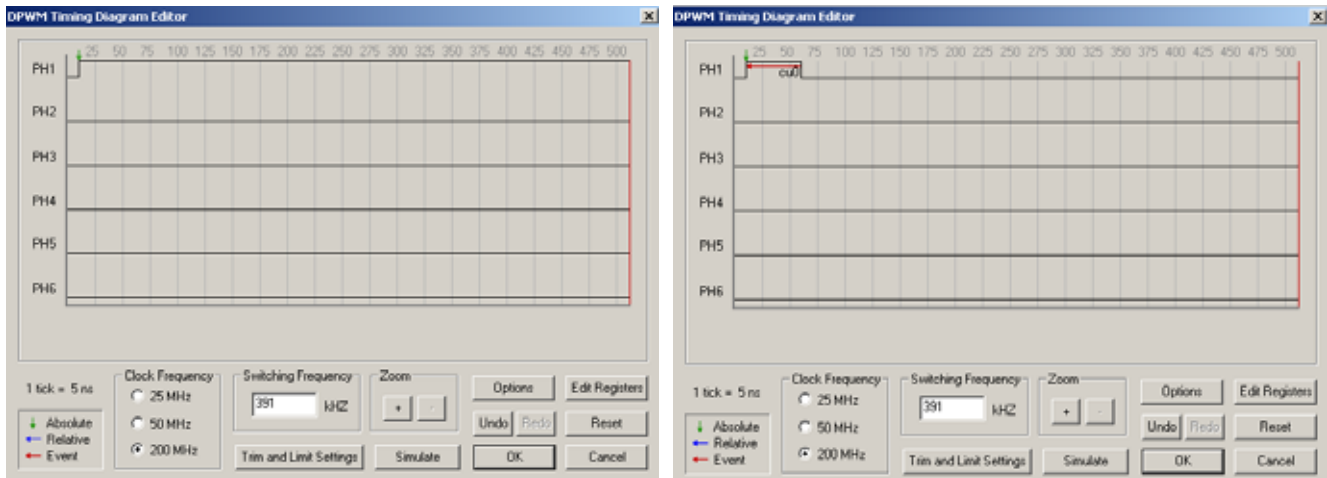 DPWM Timing Diagram Editor
25 50 75 100 125 150 175 200 225 250 275 300 325 350 375 400 425 450 475 500
PH1
PH2
PH3
PH4
PH5
PH6
1 tick = 5 ns
Absolute
Relative
Event
Clock Frequency
25 MHz
50 MHz
200 MHz
Switching Frequency
391 kHZ
Trim and Limit Settings
Zoom
+ -
Simulate
Options
Edit Registers
Undo Redo
Reset
OK
Cancel
DPWM Timing Diagram Editor
25 50 75 100 125 150 175 200 225 250 275 300 325 350 375 400 425 450 475 500
PH1
cu0
PH2
PH3
PH4
PH5
PH6
1 tick = 5 ns
Absolute
Relative
Event
Clock Frequency
25 MHz
50 MHz
200 MHz
Switching Frequency
391 kHZ
Trim and Limit Settings
Zoom
+ -
Simulate
Options
Edit Registers
Undo Redo
Reset
OK
Cancel